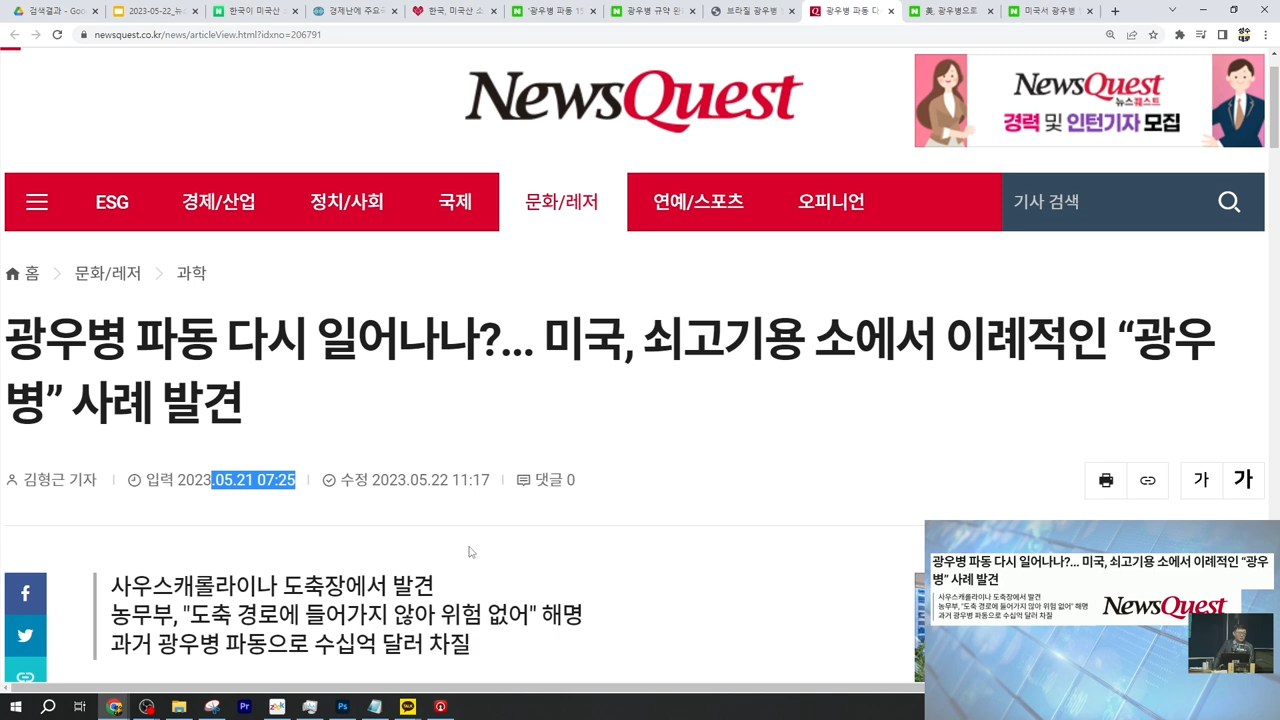 검색결과 - Goo
2023-05-22_뉴스
한국이 미국산
경제난에 주요국
한국, 미국산 소
'광우병 파동 15
광우병 규약 원
브라질 광우병
광우병 파동 다
美, 광우병으로
미국서 광우병
newsquest.co.kr/news/articleView.html?idxno=206791
NewsQuest
NewsQuest
뉴스퀘스트
경력 및 인턴기자 모집
ESG 경제/산업 정치/사회 국제 문화/레저 연예/스포츠 오피니언 기사 검색
홈 문화/레저 과학
광우병 파동 다시 일어나나?... 미국, 쇠고기용 소에서 이례적인 “광우
병” 사례 발견
김형근 기자 입력 2023.05.21 07:25 수정 2023.05.22 11:17 댓글 0 가 가
사우스캐롤라이나 도축장에서 발견
농무부, "도축 경로에 들어가지 않아 위험 없어" 해명
과거 광우병 파동으로 수십억 달러 차질
광우병 파동 다시 일어나나?... 미국, 쇠고기용 소에서 이례적인 “광우
병” 사례 발견
사우스캐롤라이나 도축장에서 발견
농무부, "도축 경로에 들어가지 않아 위험 없어" 해명
과거 광우병 파동으로 수십억 달러 차질
NewsQuest